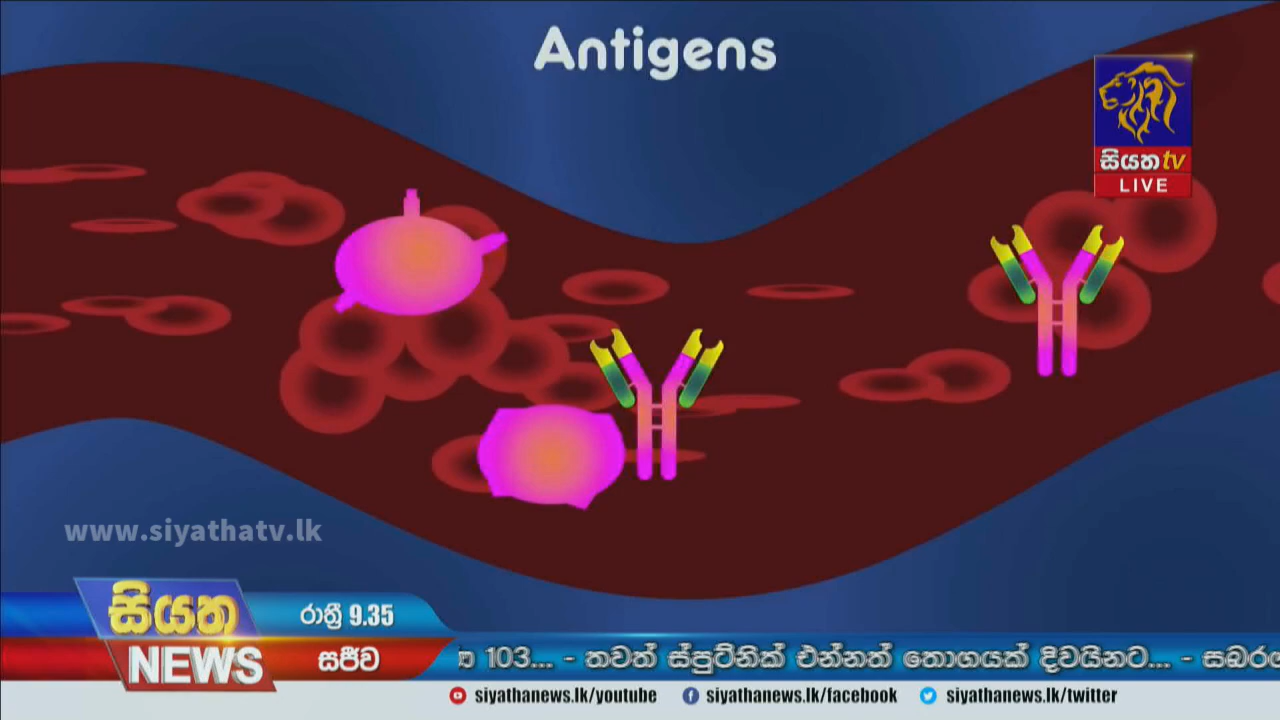 Antigens
සියත tv
LIVE
www.siyathatv.lk
සියත
NEWS
රාත්‍රී 9.35
සජීව
103... - තවත් ස්පුට්නික් එන්නත් තොගයක් දිවයිනට... -
siyathanews.lk/youtube
siyathanews.lk/facebook
siyathanews.lk/twitter